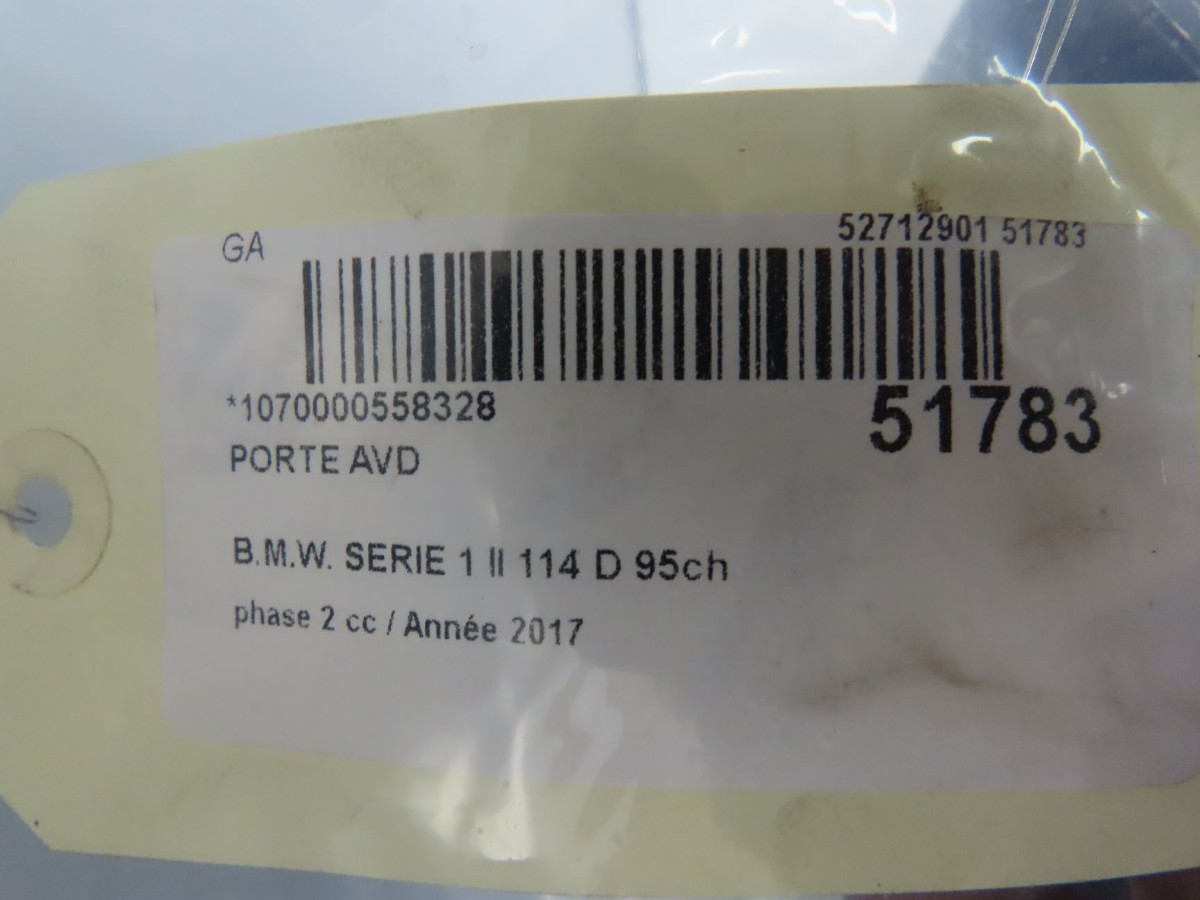 GA
52712901 51783
*1070000558328
51783
PORTE AVD
B.M.W. SERIE 1 II 114 D 95ch
phase 2 cc / Année 2017